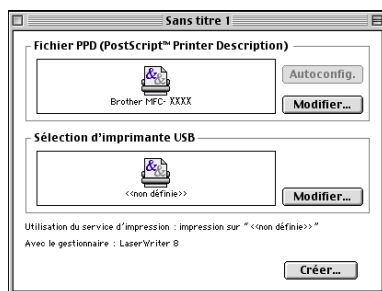 Sans titre 1
Fichier PPD (PostScript™ Printer Description)
Autoconfig.
Brother MFC- XXXX
Modifier...
Sélection d'imprimante USB
<<non définie>>
Modifier...
Utilisation du service d'impression : impression sur " <<non définie>> "
Avec le gestionnaire : LaserWriter 8
Créer...